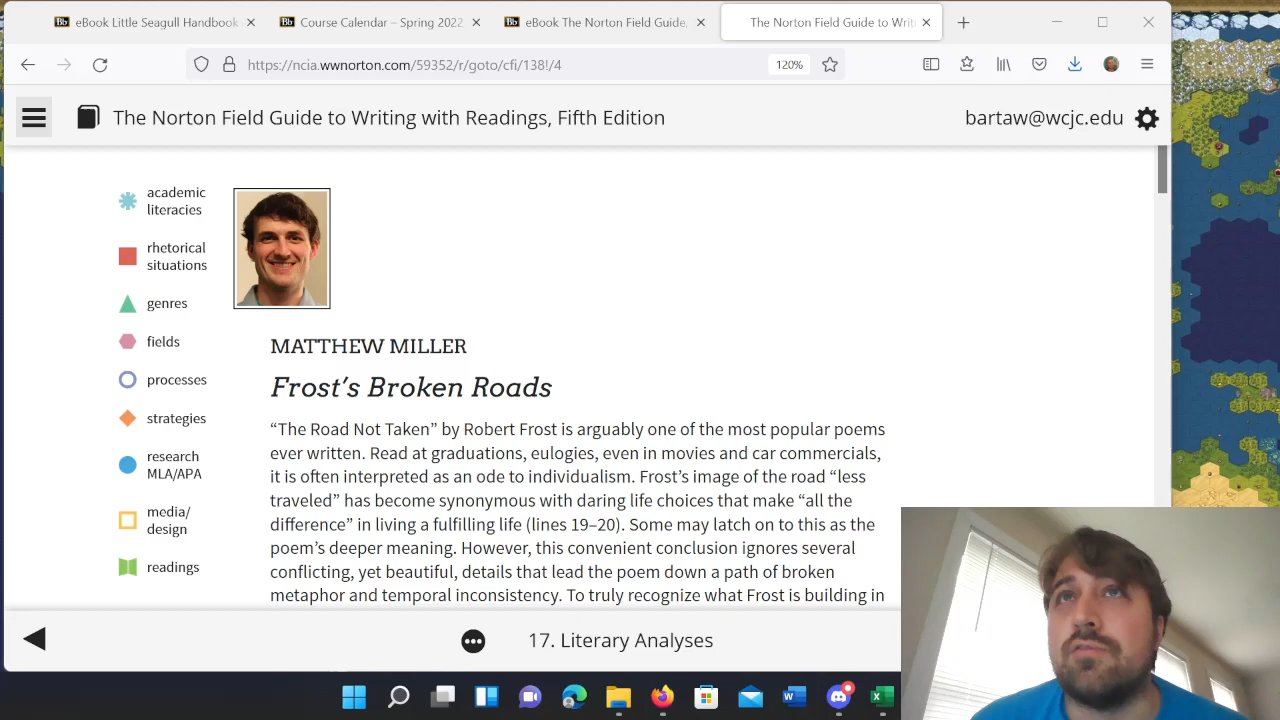 Bb eBook Little Seagull Handbook
Bb Course Calendar – Spring 2022
Bb eBook The Norton Field Guide
The Norton Field Guide to Writi
https://ncia.wwnorton.com/59352/r/goto/cfi/138!/4
120%
The Norton Field Guide to Writing with Readings, Fifth Edition
bartaw@wcjc.edu
academic
literacies
rhetorical
situations
genres
fields
processes
strategies
research
MLA/APA
media/
design
readings
MATTHEW MILLER
Frost’s Broken Roads
“The Road Not Taken” by Robert Frost is arguably one of the most popular poems
ever written. Read at graduations, eulogies, even in movies and car commercials,
it is often interpreted as an ode to individualism. Frost’s image of the road “less
traveled” has become synonymous with daring life choices that make “all the
difference” in living a fulfilling life (lines 19–20). Some may latch on to this as the
poem’s deeper meaning. However, this convenient conclusion ignores several
conflicting, yet beautiful, details that lead the poem down a path of broken
metaphor and temporal inconsistency. To truly recognize what Frost is building in
17. Literary Analyses